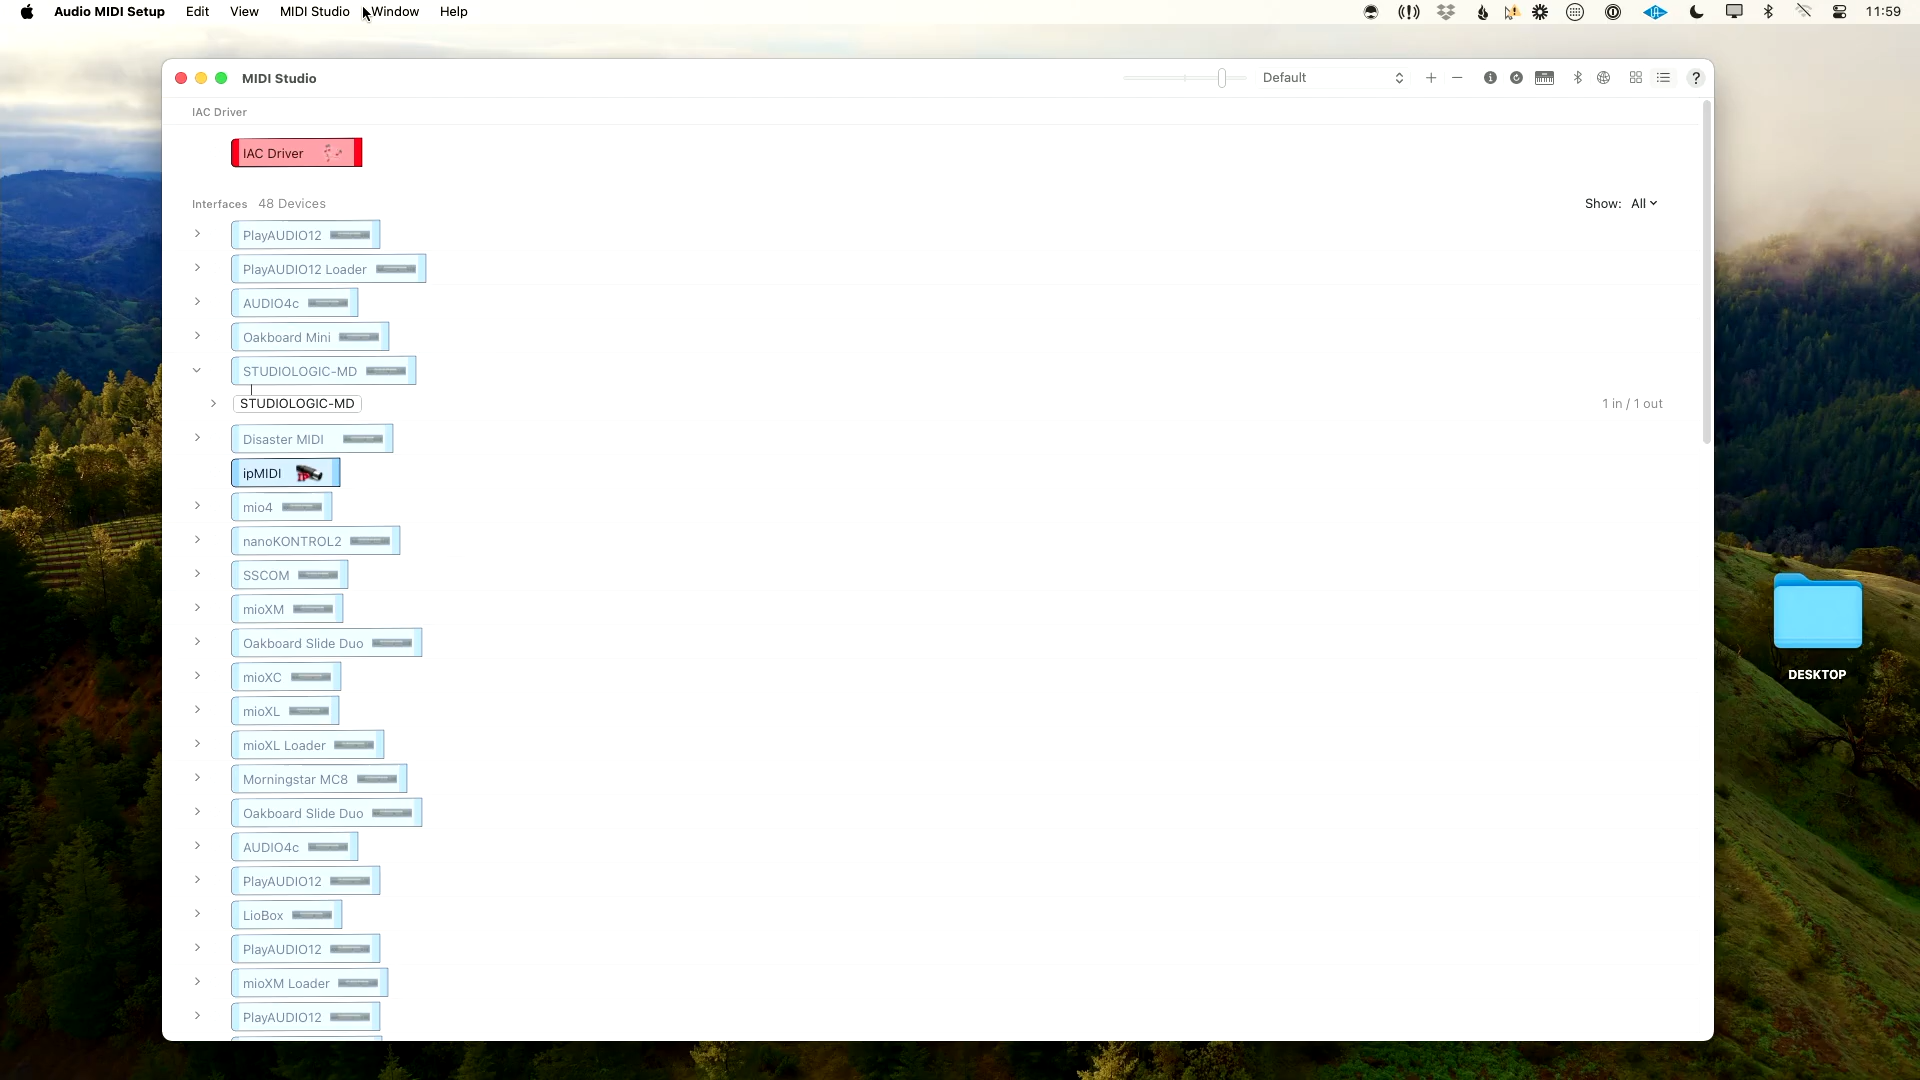 Audio MIDI Setup Edit View MIDI Studio Window Help 11:59
MIDI Studio Default
IAC Driver
IAC Driver
Interfaces 48 Devices Show: All
PlayAUDIO12
PlayAUDIO12 Loader
AUDIO4c
Oakboard Mini
STUDIOLOGIC-MD
STUDIOLOGIC-MD 1 in / 1 out
Disaster MIDI
ipMIDI
mio4
nanoKONTROL2
SSCOM
mioXM
Oakboard Slide Duo
mioXC
mioXL
mioXL Loader
Morningstar MC8
Oakboard Slide Duo
AUDIO4c
PlayAUDIO12
LioBox
PlayAUDIO12
mioXM Loader
PlayAUDIO12
DESKTOP